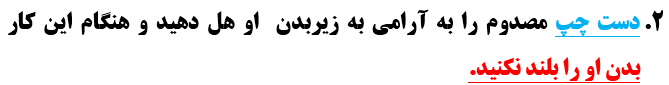 ۲. دست چپ مصدوم را به آرامی به زیربدن او هل دهید و هنگام این کار
بدن او را بلند نکنید.